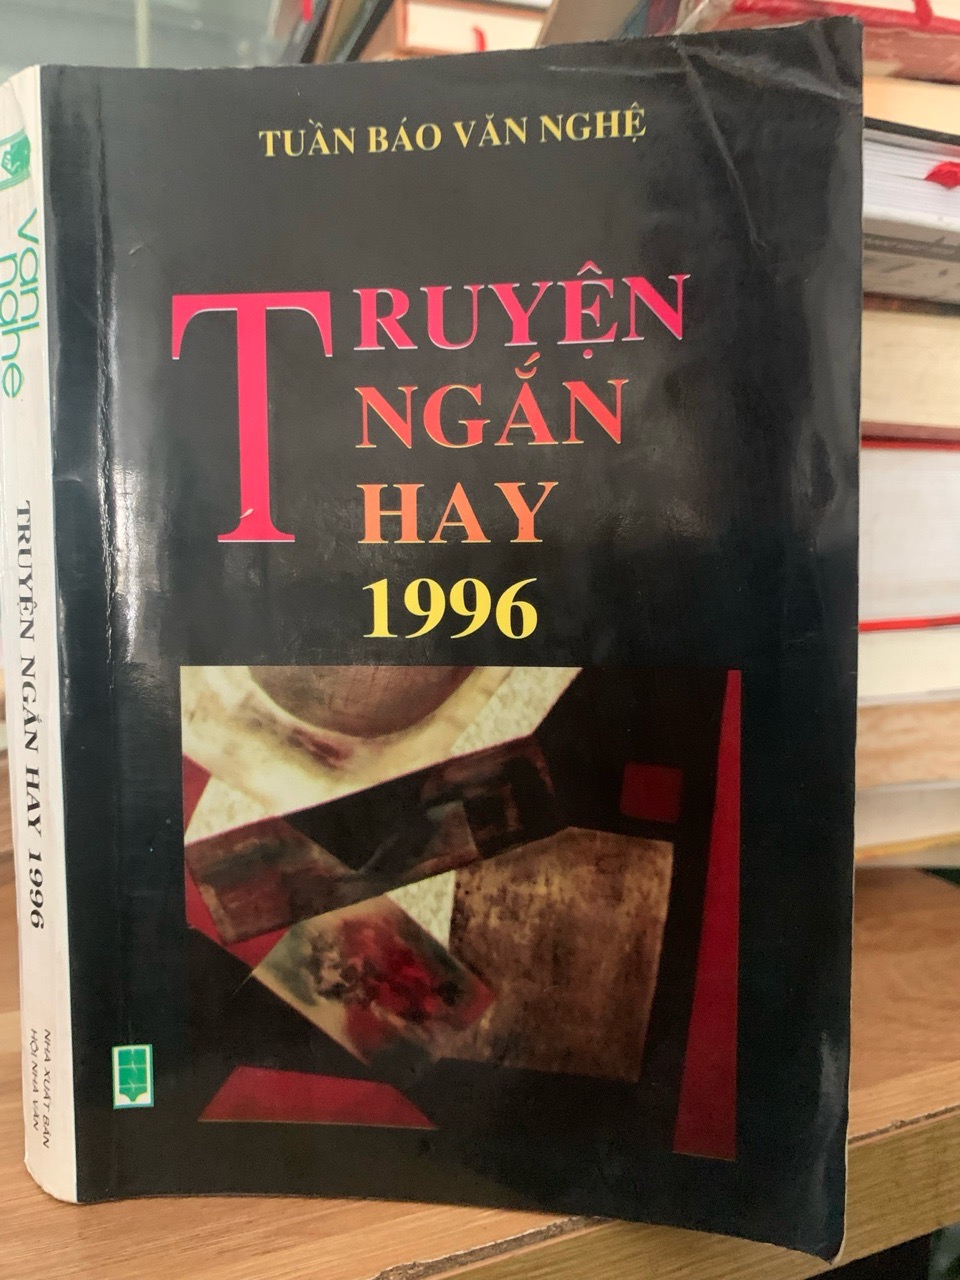 TUẦN BÁO VĂN NGHỆ
TRUYỆN
NGẮN
HAY
1996
văn
nghệ
TRUYỆN NGẮN HAY 1996
NHÀ XUẤT BẢN
HỘI NHÀ VĂN